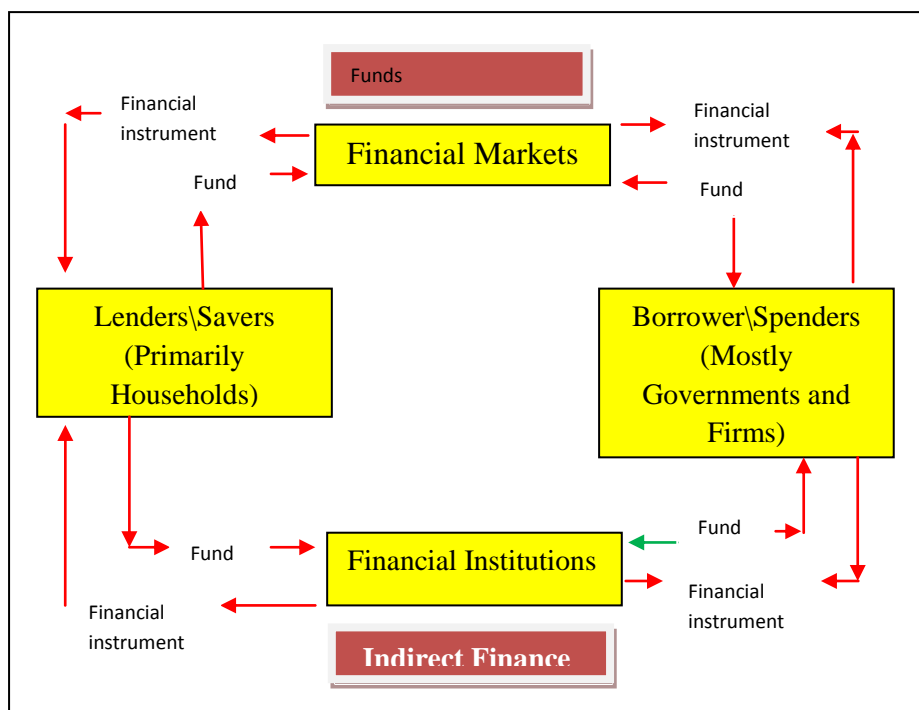 Funds
Financial
instrument
Financial Markets
Financial
instrument
Fund
Fund
Lenders\Savers
(Primarily
Households)
Borrower\Spenders
(Mostly
Governments and
Firms)
Fund
Financial Institutions
Fund
Financial
instrument
Financial
instrument
Indirect Finance